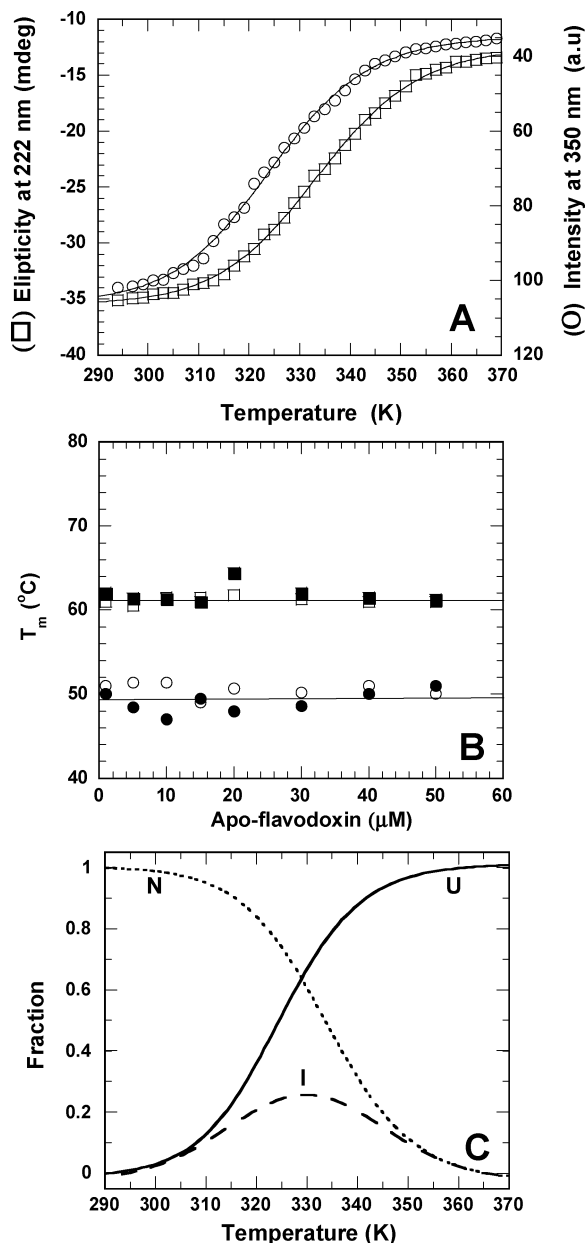 -10
-15
-20
-25
-30
-35
-40
(□) Elipticity at 222 nm (mdeg)
40
60
80
100
120
(O) Intensity at 350 nm (a.u)
A
290 300 310 320 330 340 350 360 370
Temperature (K)
80
70
60
50
40
Tm (°C)
B
0 10 20 30 40 50 60
Apo-flavodoxin (μM)
1
0.8
0.6
0.4
0.2
0
Fraction
N
U
I
C
290 300 310 320 330 340 350 360 370
Temperature (K)